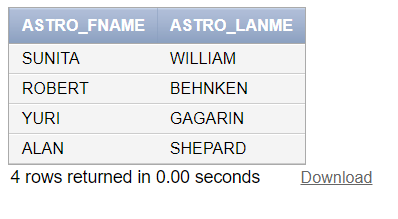 ASTRO_FNAME ASTRO_LANME
SUNITA WILLIAM
ROBERT BEHNKEN
YURI GAGARIN
ALAN SHEPARD
4 rows returned in 0.00 seconds Download